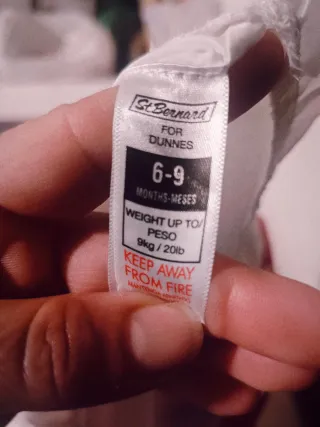 St Bernard
FOR
DUNNES
6-9
MONTHS-MESES
WEIGHT UP TO/
PESO
9kg / 20lb
KEEP AWAY
FROM FIRE